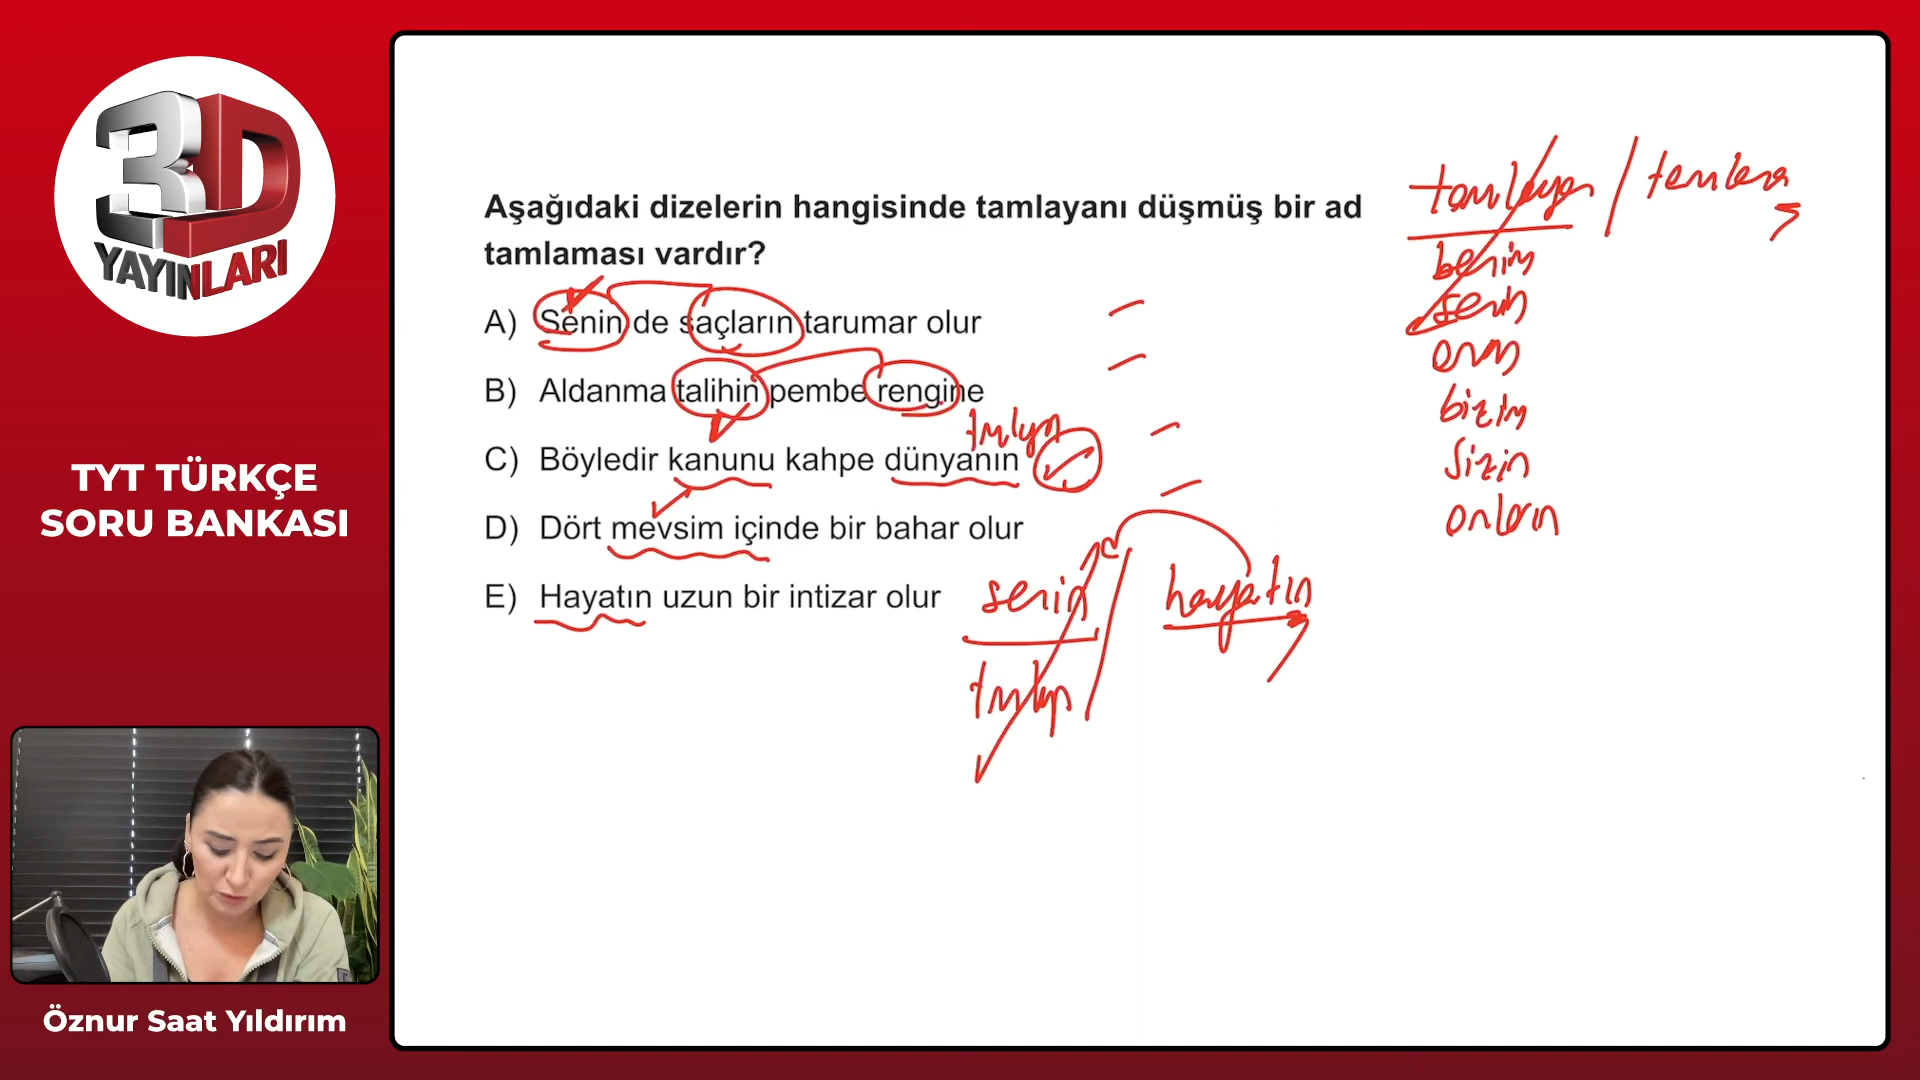 3D
YAYINLARI
TYT TÜRKÇE
SORU BANKASI
Öznur Saat Yıldırım
Aşağıdaki dizelerin hangisinde tamlayanı düşmüş bir ad
tamlaması vardır?
A) Senin de saçların tarumar olur
B) Aldanma talihin pembe rengine
C) Böyledir kanunu kahpe dünyanın
D) Dört mevsim içinde bir bahar olur
E) Hayatın uzun bir intizar olur
senin / hayatın
tamlayan / tamlanan
benim
senin
onun
bizim
sizin
onların